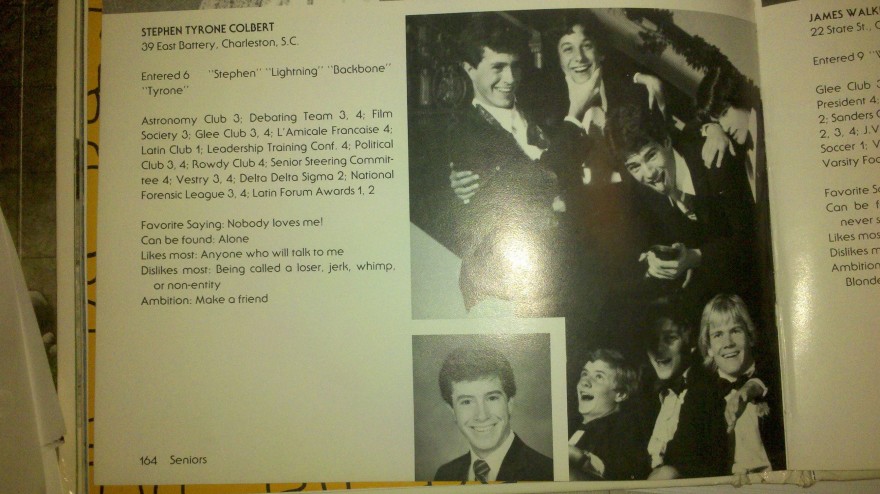 STEPHEN TYRONE COLBERT
39 East Battery, Charleston, S.C.
Entered 6 "Stephen" "Lightning" "Backbone"
"Tyrone"
Astronomy Club 3; Debating Team 3, 4; Film
Society 3; Glee Club 3, 4; L'Amicale Francaise 4;
Latin Club 1; Leadership Training Conf. 4; Political
Club 3, 4; Rowdy Club 4; Senior Steering Commit-
tee 4; Vestry 3, 4; Delta Delta Sigma 2; National
Forensic League 3, 4; Latin Forum Awards 1, 2
Favorite Saying: Nobody loves me!
Can be found: Alone
Likes most: Anyone who will talk to me
Dislikes most: Being called a loser, jerk, whimp,
or non-entity
Ambition: Make a friend
164 Seniors
JAMES WALK
22 State St., C
Entered 9 "W
Glee Club 3
President 4;
2; Sanders C
2, 3, 4; J.V.
Soccer 1; V
Varsity Foo
Favorite Sa
Can be f
never s
Likes mos
Dislikes m
Ambition
Blonde